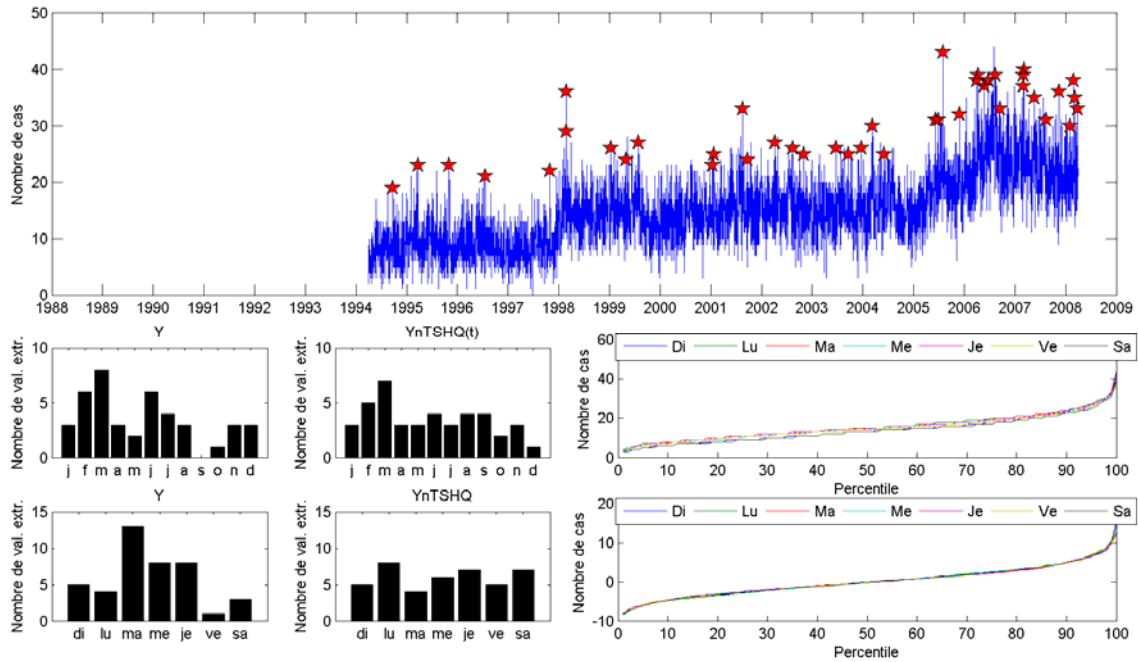 50
40
30
20
10
0
Nombre de cas
1988 1989 1990 1991 1992 1993 1994 1995 1996 1997 1998 1999 2000 2001 2002 2003 2004 2005 2006 2007 2008 2009
Y
10
5
0
Nombre de val. extr.
j f m a m j j a s o n d
YnTSHQ(t)
10
5
0
Nombre de val. extr.
j f m a m j j a s o n d
60
40
20
0
Nombre de cas
Di Lu Ma Me Je Ve Sa
0 10 20 30 40 50 60 70 80 90 100
Percentile
Y
15
10
5
0
Nombre de val. extr.
di lu ma me je ve sa
YnTSHQ
15
10
5
0
Nombre de val. extr.
di lu ma me je ve sa
20
10
0
-10
Nombre de cas
Di Lu Ma Me Je Ve Sa
0 10 20 30 40 50 60 70 80 90 100
Percentile